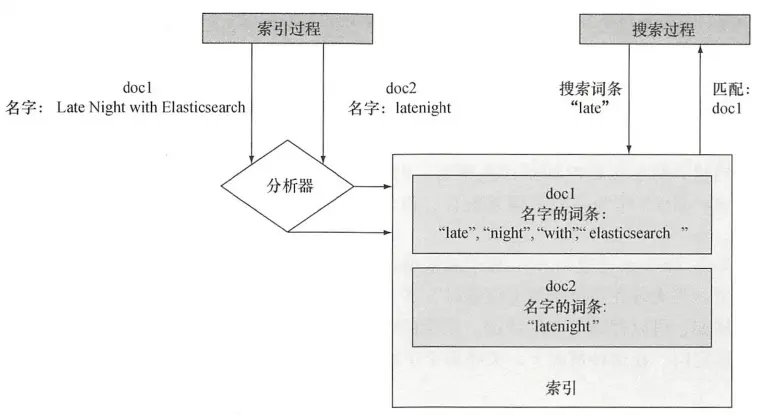 索引过程
搜索过程
doc1
名字： Late Night with Elasticsearch
doc2
名字：latenight
搜索词条
“late”
匹配：
doc1
分析器
doc1
名字的词条：
“late”, “night”, “with”,“ elasticsearch ”
doc2
名字的词条：
“latenight”
索引